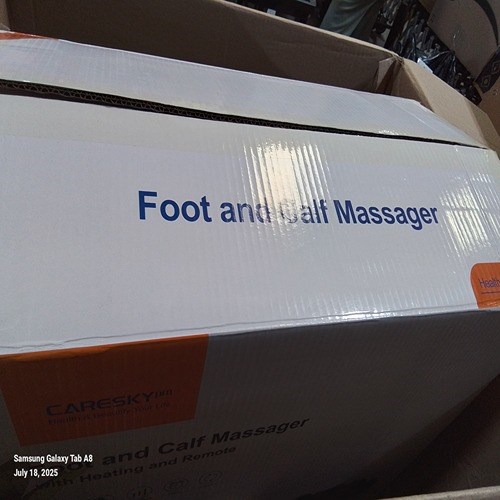 Foot and Calf Massager
Health
CARESKY
Foot and Calf Massager
with Heating and Remote
Samsung Galaxy Tab A8
July 18, 2025